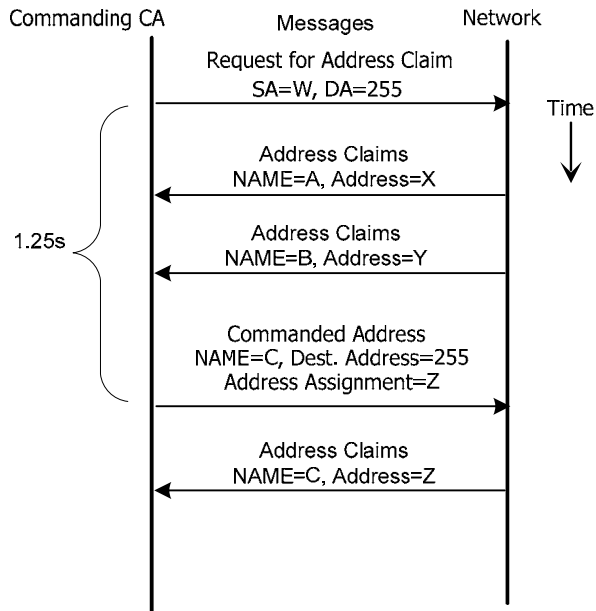 Commanding CA
Messages
Network
Request for Address Claim
SA=W, DA=255
Time
Address Claims
NAME=A, Address=X
1.25s
Address Claims
NAME=B, Address=Y
Commanded Address
NAME=C, Dest. Address=255
Address Assignment=Z
Address Claims
NAME=C, Address=Z